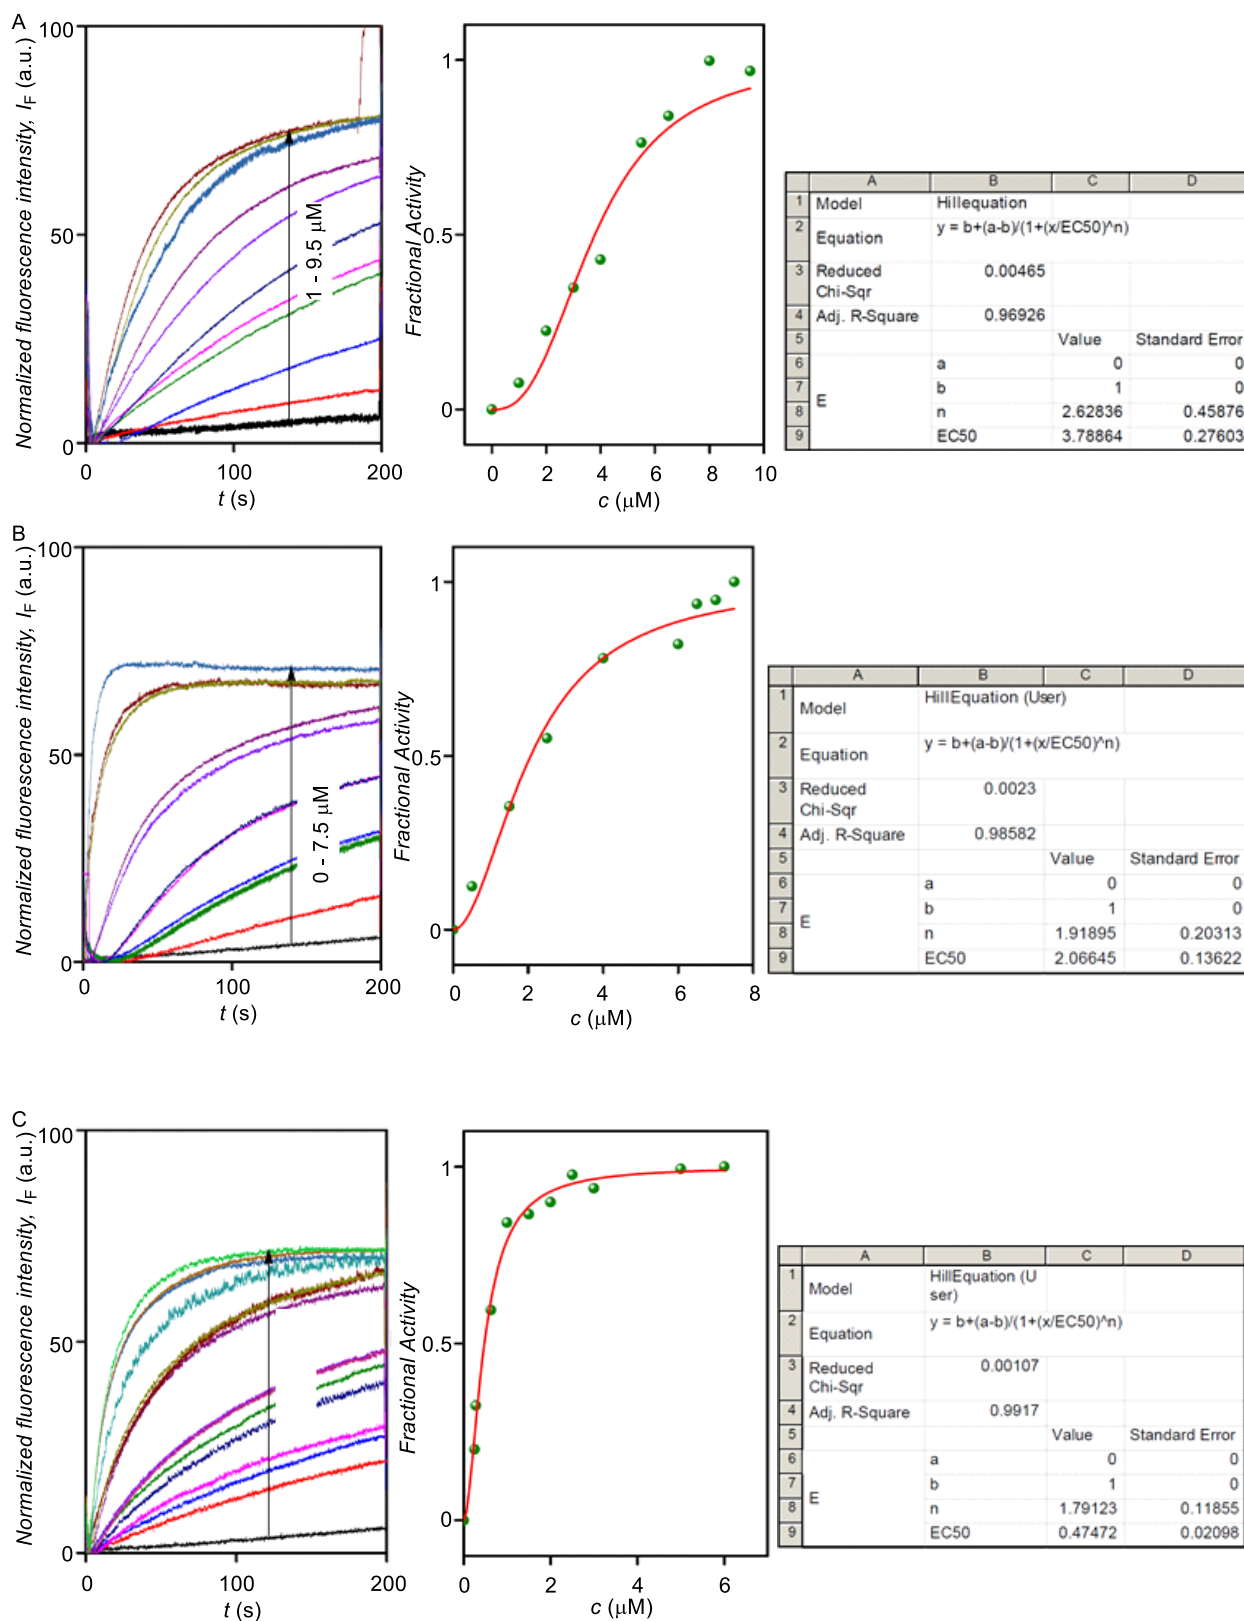 A
100
50
0
0
100
200
Normalized fluorescence intensity, IF (a.u.)
t (s)
1 - 9.5 μM
1
0.5
0
0
2
4
6
8
10
Fractional Activity
c (μM)
A B C D
1 Model Hillequation
2 Equation y = b+(a-b)/(1+(x/EC50)^n)
3 Reduced Chi-Sqr 0.00465
4 Adj. R-Square 0.96926
5 Value Standard Error
6 E a 0 0
7 b 1 0
8 n 2.62836 0.45876
9 EC50 3.78864 0.27603
B
100
50
0
0
100
200
Normalized fluorescence intensity, IF (a.u.)
t (s)
0 - 7.5 μM
1
0.5
0
0
2
4
6
8
Fractional Activity
c (μM)
A B C D
1 Model HillEquation (User)
2 Equation y = b+(a-b)/(1+(x/EC50)^n)
3 Reduced Chi-Sqr 0.0023
4 Adj. R-Square 0.98582
5 Value Standard Error
6 E a 0 0
7 b 1 0
8 n 1.91895 0.20313
9 EC50 2.06645 0.13622
C
100
50
0
0
100
200
Normalized fluorescence intensity, IF (a.u.)
t (s)
1
0.5
0
0
2
4
6
Fractional Activity
c (μM)
A B C D
1 Model HillEquation (U
ser)
2 Equation y = b+(a-b)/(1+(x/EC50)^n)
3 Reduced Chi-Sqr 0.00107
4 Adj. R-Square 0.9917
5 Value Standard Error
6 E a 0 0
7 b 1 0
8 n 1.79123 0.11855
9 EC50 0.47472 0.02098